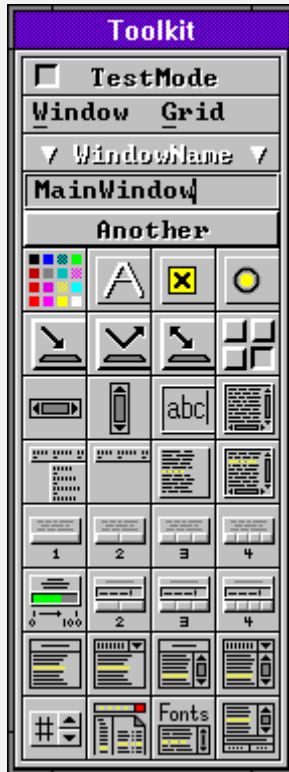 Toolkit
TestMode
Window Grid
WindowName
MainWindow
Another
A
abc
1 2 3 4
0 100 2 3 4
#
Fonts